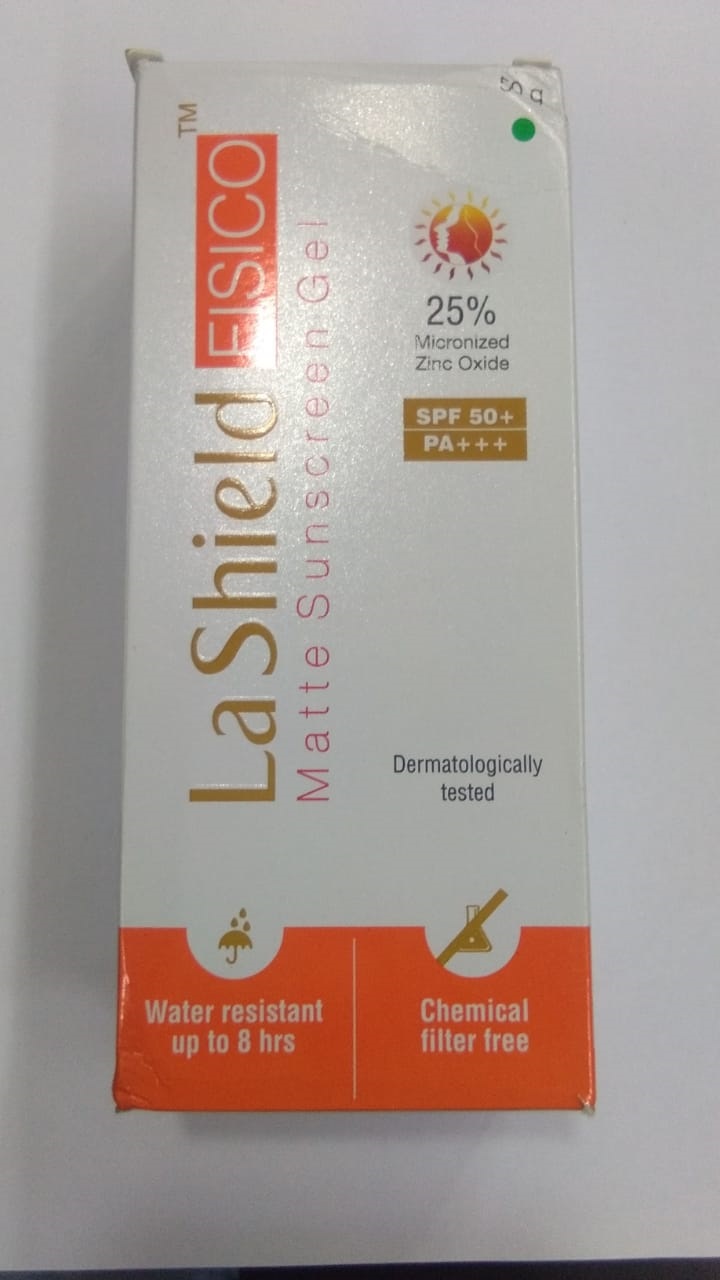 50 g
LaShield FISICO™
Matte Sunscreen Gel
25%
Micronized
Zinc Oxide
SPF 50+
PA+++
Dermatologically
tested
Water resistant
up to 8 hrs
Chemical
filter free